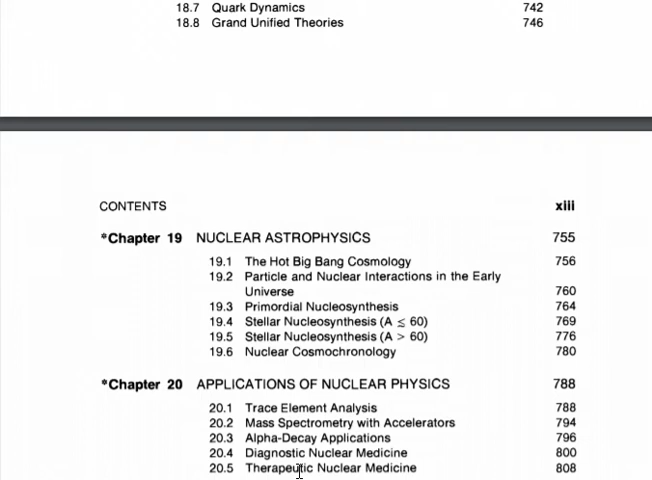 18.7 Quark Dynamics 742
18.8 Grand Unified Theories 746
CONTENTS xiii
*Chapter 19 NUCLEAR ASTROPHYSICS 755
19.1 The Hot Big Bang Cosmology 756
19.2 Particle and Nuclear Interactions in the Early
Universe 760
19.3 Primordial Nucleosynthesis 764
19.4 Stellar Nucleosynthesis (A ≤ 60) 769
19.5 Stellar Nucleosynthesis (A > 60) 776
19.6 Nuclear Cosmochronology 780
*Chapter 20 APPLICATIONS OF NUCLEAR PHYSICS 788
20.1 Trace Element Analysis 788
20.2 Mass Spectrometry with Accelerators 794
20.3 Alpha-Decay Applications 796
20.4 Diagnostic Nuclear Medicine 800
20.5 Therapeutic Nuclear Medicine 808